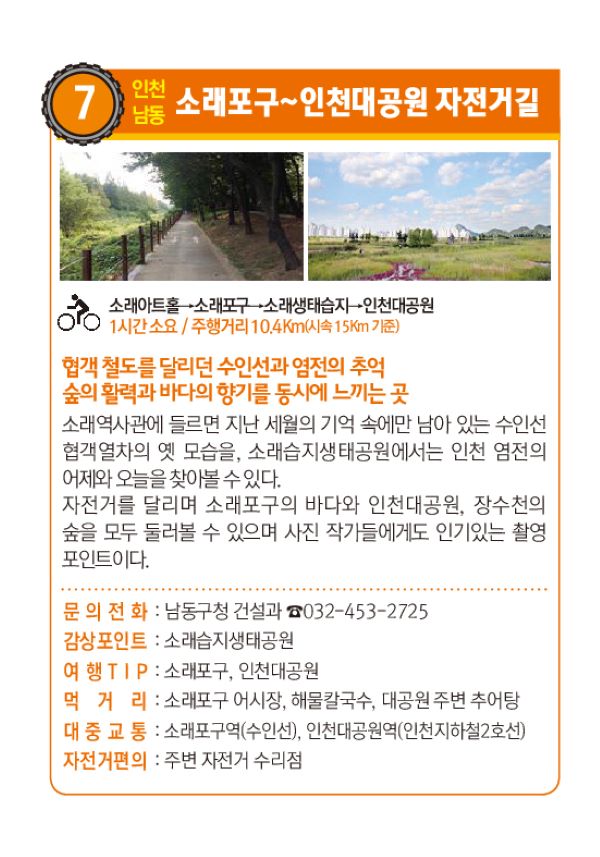 7
인천
남동
소래포구~인천대공원 자전거길
소래아트홀→소래포구→소래생태습지→인천대공원
1시간 소요 / 주행거리 10.4Km(시속 15Km 기준)
협객 철도를 달리던 수인선과 염전의 추억
숲의 활력과 바다의 향기를 동시에 느끼는 곳
소래역사관에 들르면 지난 세월의 기억 속에만 남아 있는 수인선
협객열차의 옛 모습을, 소래습지생태공원에서는 인천 염전의
어제와 오늘을 찾아볼 수 있다.
자전거를 달리며 소래포구의 바다와 인천대공원, 장수천의
숲을 모두 둘러볼 수 있으며 사진 작가들에게도 인기있는 촬영
포인트이다.
문의전화 : 남동구청 건설과 ☎032-453-2725
감상포인트 : 소래습지생태공원
여행TIP : 소래포구, 인천대공원
먹거리 : 소래포구 어시장, 해물칼국수, 대공원 주변 추어탕
대중교통 : 소래포구역(수인선), 인천대공원역(인천지하철2호선)
자전거편의 : 주변 자전거 수리점